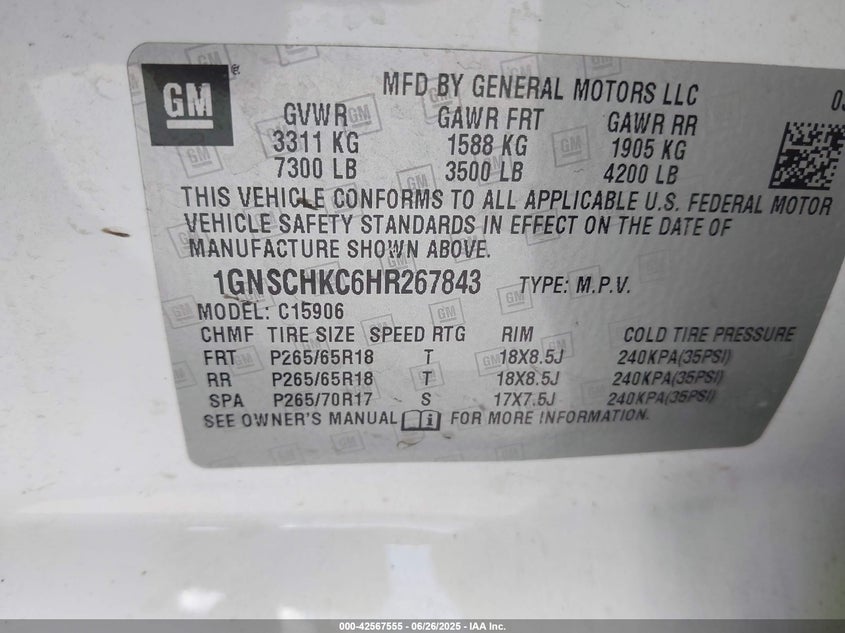 GM
MFD BY GENERAL MOTORS LLC
GVWR GAWR FRT GAWR RR
3311 KG 1588 KG 1905 KG
7300 LB 3500 LB 4200 LB
THIS VEHICLE CONFORMS TO ALL APPLICABLE U.S. FEDERAL MOTOR
VEHICLE SAFETY STANDARDS IN EFFECT ON THE DATE OF
MANUFACTURE SHOWN ABOVE.
1GNSCHKC6HR267843 TYPE: M.P.V.
MODEL: C15906
CHMF TIRE SIZE SPEED RTG RIM COLD TIRE PRESSURE
FRT P265/65R18 T 18X8.5J 240KPA(35PSI)
RR P265/65R18 T 18X8.5J 240KPA(35PSI)
SPA P265/70R17 S 17X7.5J 240KPA(35PSI)
SEE OWNER'S MANUAL i FOR MORE INFORMATION.
000-42567555 - 06/26/2025 - IAA Inc.